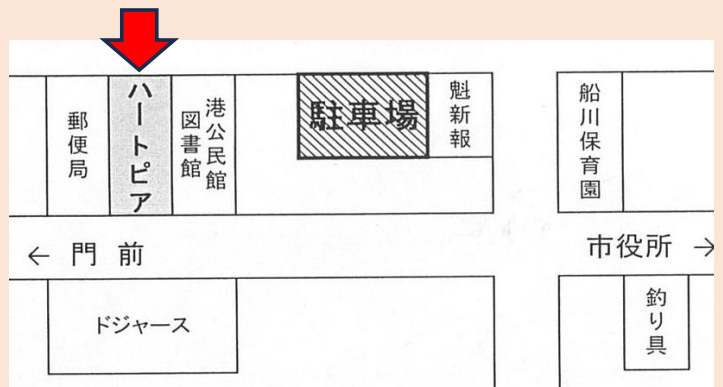 郵便局
ハートピア
港公民館
図書館
駐車場
魁新報
船川保育園
← 門前
市役所 →
ドジャース
釣り具